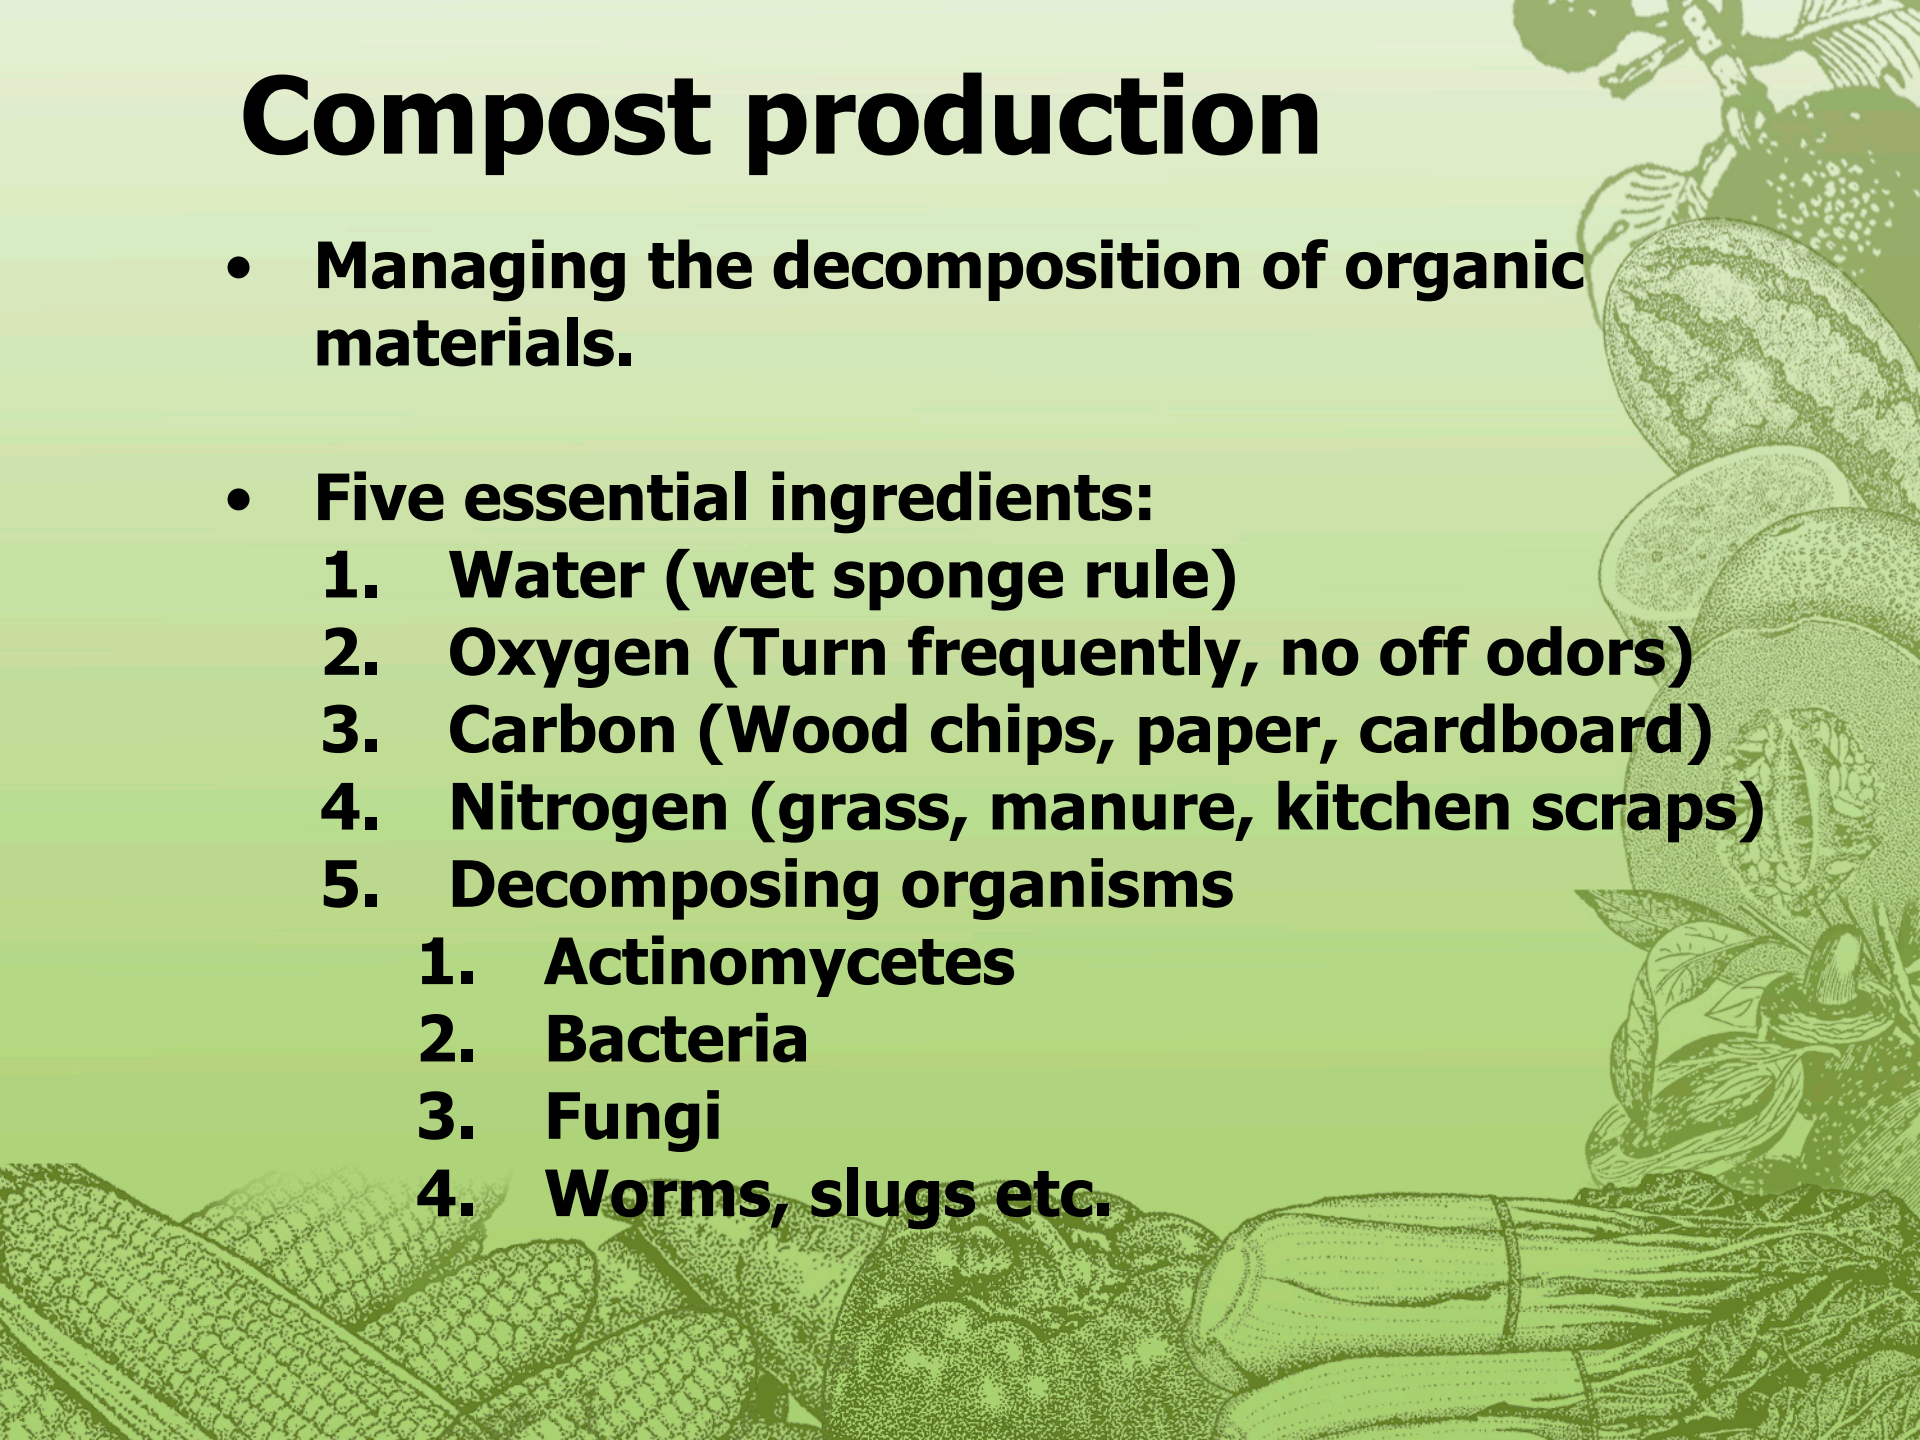 Compost production
• Managing the decomposition of organic
materials.
• Five essential ingredients:
1. Water (wet sponge rule)
2. Oxygen (Turn frequently, no off odors)
3. Carbon (Wood chips, paper, cardboard)
4. Nitrogen (grass, manure, kitchen scraps)
5. Decomposing organisms
1. Actinomycetes
2. Bacteria
3. Fungi
4. Worms, slugs etc.